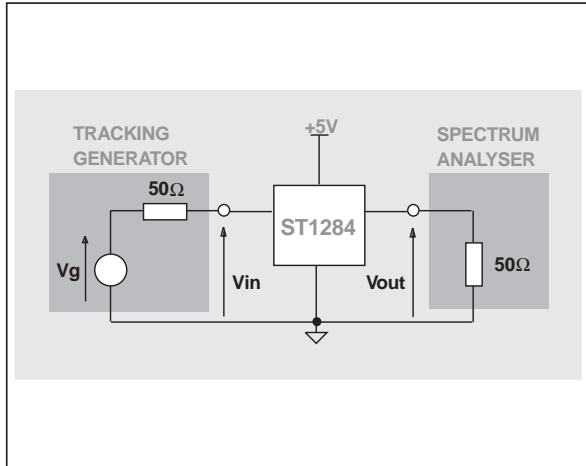 +5V
TRACKING
GENERATOR
SPECTRUM
ANALYSER
50Ω
ST1284
Vg
Vin
Vout
50Ω